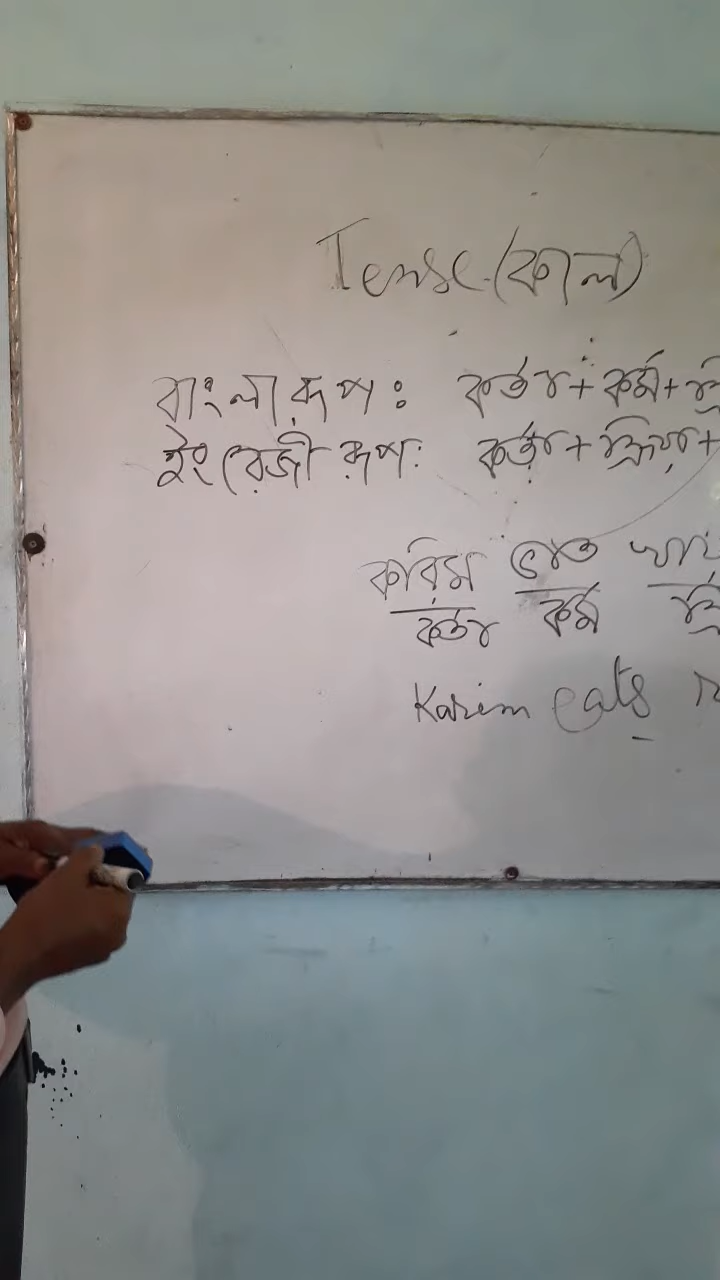 Tense (কাল)
বাংলা রূপ : কর্তা + কর্ম +
ইংরেজী রূপ : কর্তা + ক্রিয়া +
করিম ভাত
কর্তা কর্ম
Karim eats